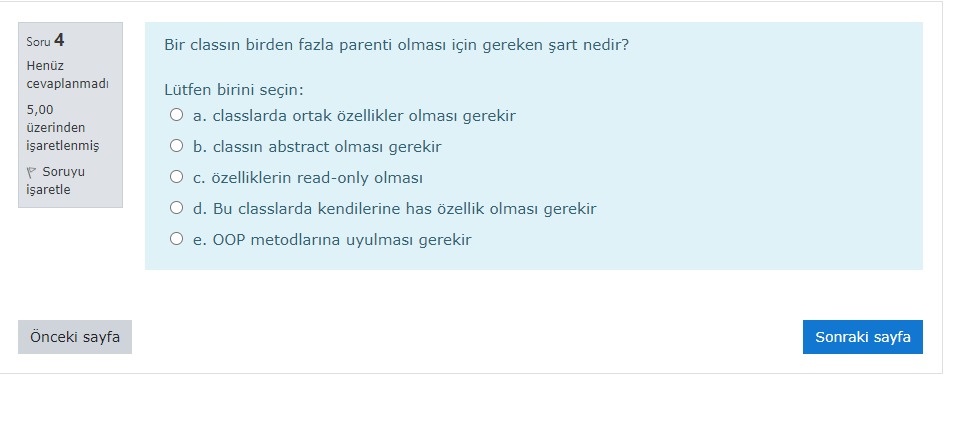 Soru 4
Henüz
cevaplanmadı
5,00
üzerinden
işaretlenmiş
Soruyu
işaretle
Bir classın birden fazla parenti olması için gereken şart nedir?
Lütfen birini seçin:
a. classlarda ortak özellikler olması gerekir
b. classın abstract olması gerekir
c. özelliklerin read-only olması
d. Bu classlarda kendilerine has özellik olması gerekir
e. OOP metodlarına uyulması gerekir
Önceki sayfa
Sonraki sayfa